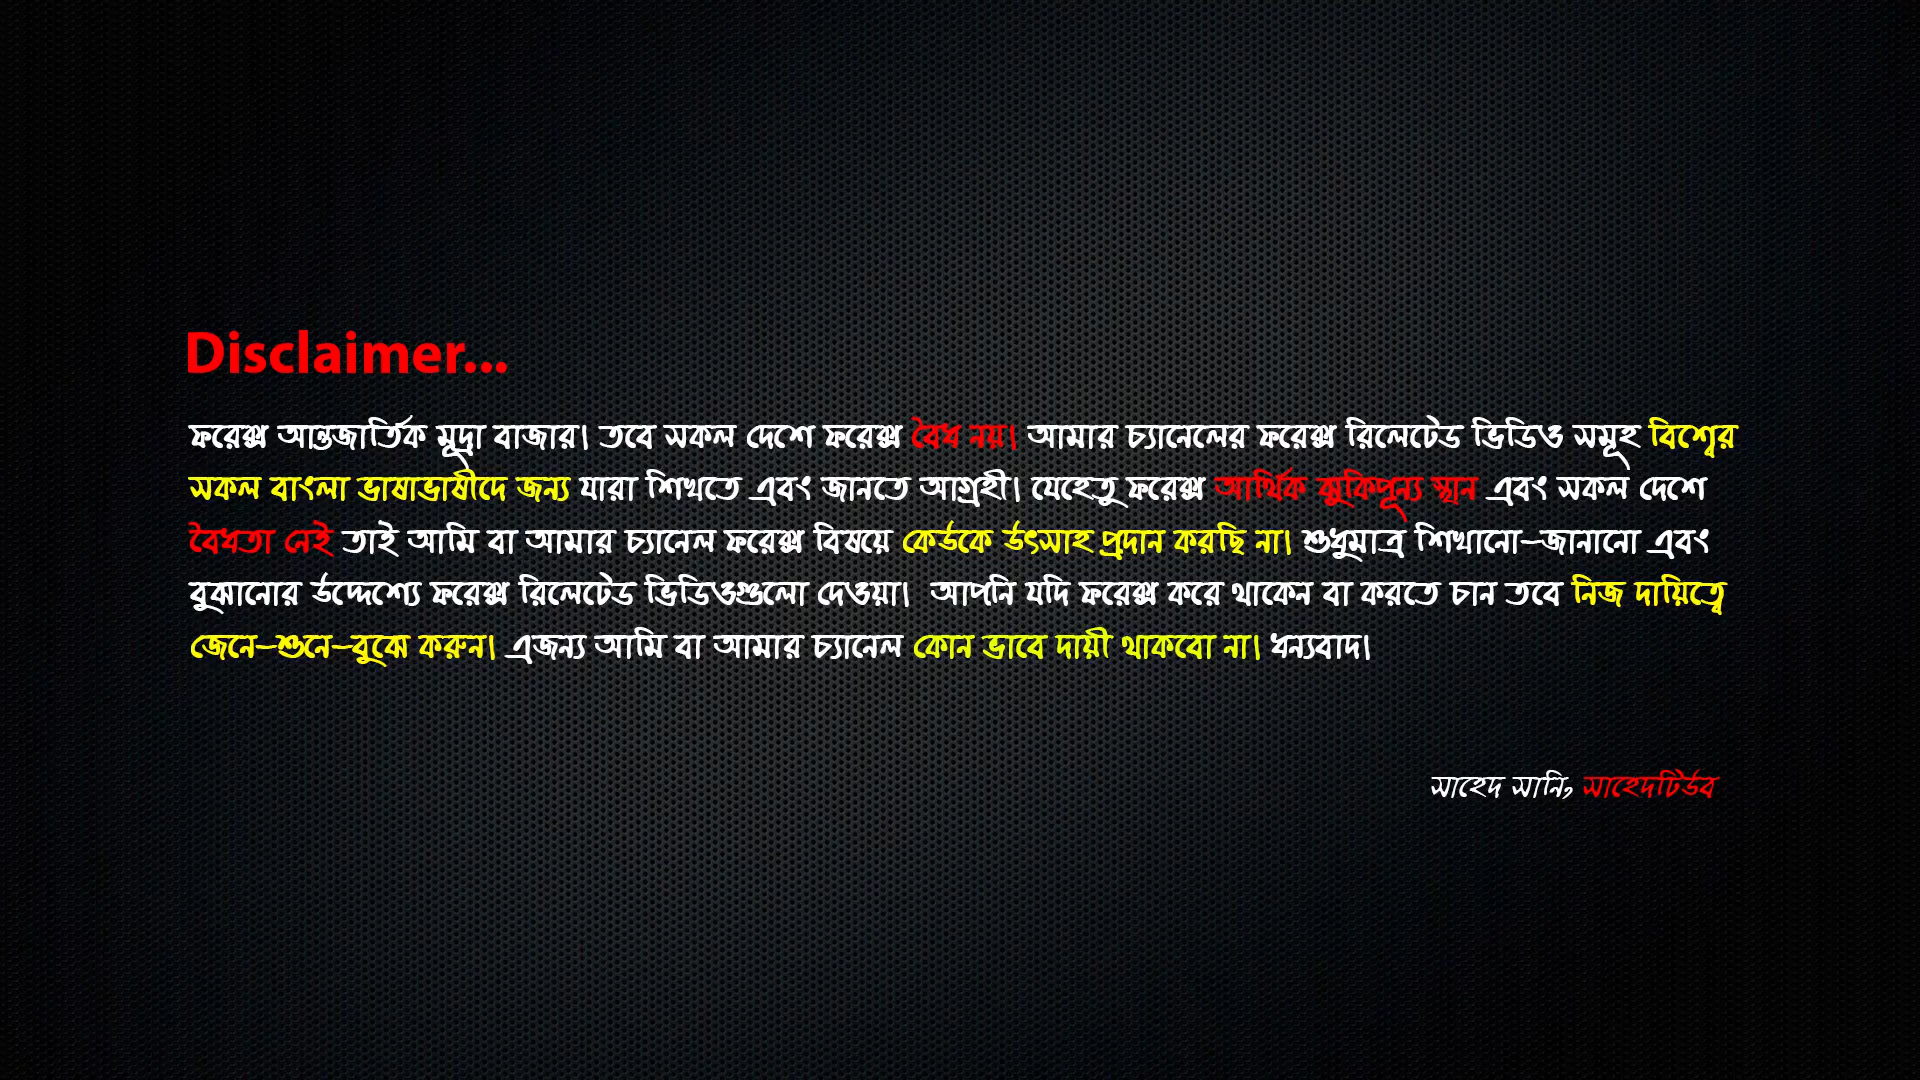 Disclaimer...
ফরেক্স আন্তজার্তিক মূদ্রা বাজার। তবে সকল দেশে ফরেক্স বৈধ নয়। আমার চ্যানেলের ফরেক্স রিলেটেড ভিডিও সমূহ বিশ্বের
সকল বাংলা ভাষাভাষীদে জন্য যারা শিখতে এবং জানতে আগ্রহী। যেহেতু ফরেক্স আর্থিক ঝুকিপূন্য স্থান এবং সকল দেশে
বৈধতা নেই তাই আমি বা আমার চ্যানেল ফরেক্স বিষয়ে কেউকে উৎসাহ প্রদান করছি না। শুধুমাত্র শিখানো-জানানো এবং
বুঝানোর উদ্দেশ্যে ফরেক্স রিলেটেড ভিডিওগুলো দেওয়া। আপনি যদি ফরেক্স করে থাকেন বা করতে চান তবে নিজ দায়িত্বে
জেনে-শুনে-বুঝে করুন। এজন্য আমি বা আমার চ্যানেল কোন ভাবে দায়ী থাকবো না। ধন্যবাদ।
সাহেদ সানি, সাহেদটিউব